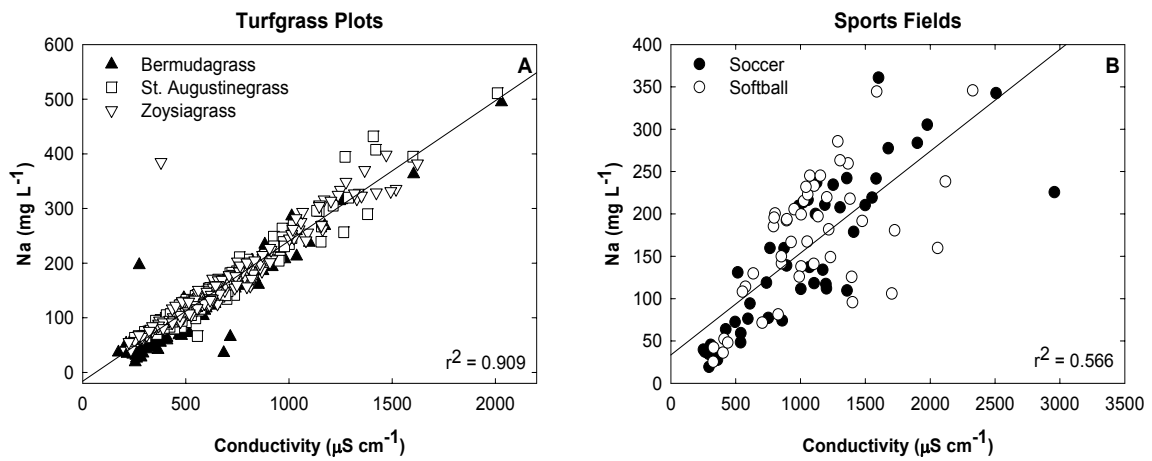 Turfgrass Plots
600
500
400
300
200
100
0
Na (mg L-1)
Bermudagrass
St. Augustinegrass
Zoysiagrass
A
r2 = 0.909
0 500 1000 1500 2000
Conductivity (μS cm-1)
Sports Fields
400
350
300
250
200
150
100
50
0
Na (mg L-1)
Soccer
Softball
B
r2 = 0.566
0 500 1000 1500 2000 2500 3000 3500
Conductivity (μS cm-1)